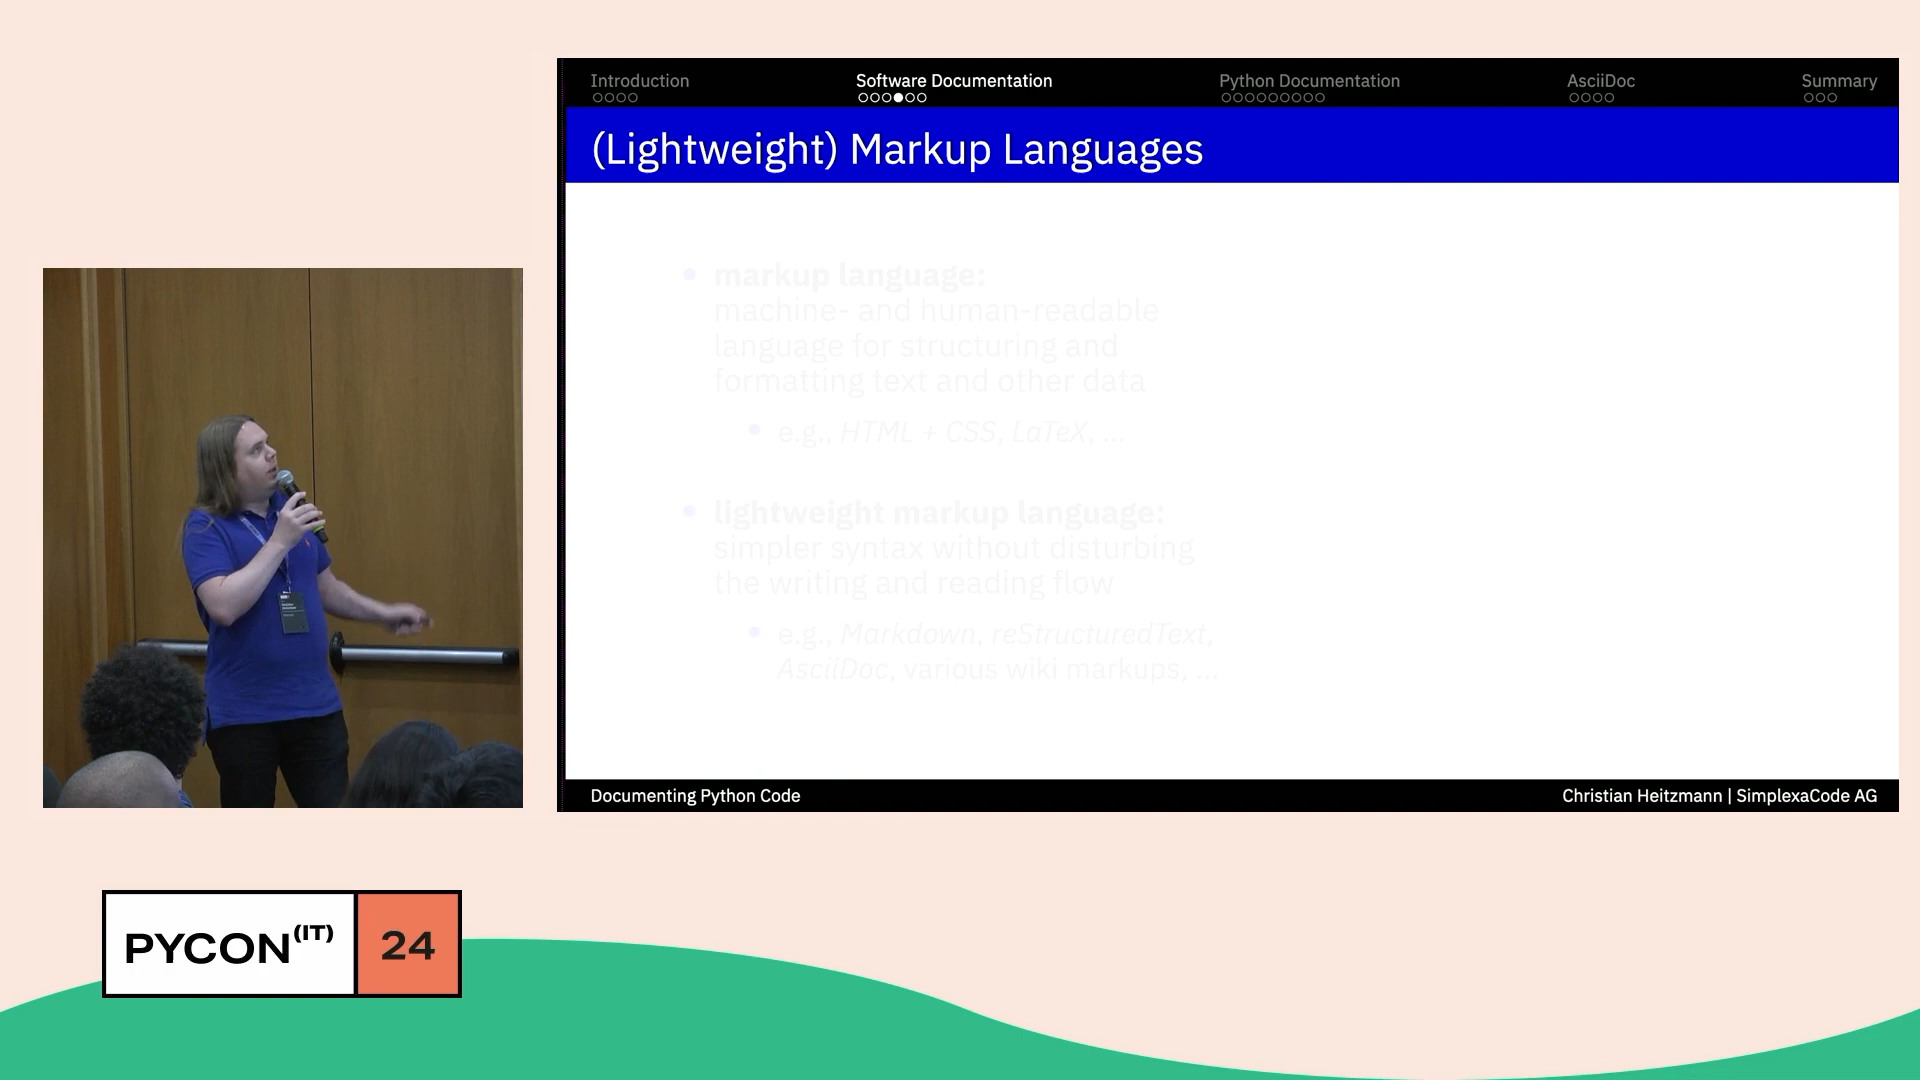 Introduction
Software Documentation
Python Documentation
AsciiDoc
Summary
(Lightweight) Markup Languages
• markup language:
machine- and human-readable
language for structuring and
formatting text and other data
• e.g., HTML + CSS, LaTeX, ...
• lightweight markup language:
simpler syntax without disturbing
the writing and reading flow
• e.g., Markdown, reStructuredText,
AsciiDoc, various wiki markups, ...
Documenting Python Code
Christian Heitzmann | SimplexaCode AG
PYCON(IT) 24